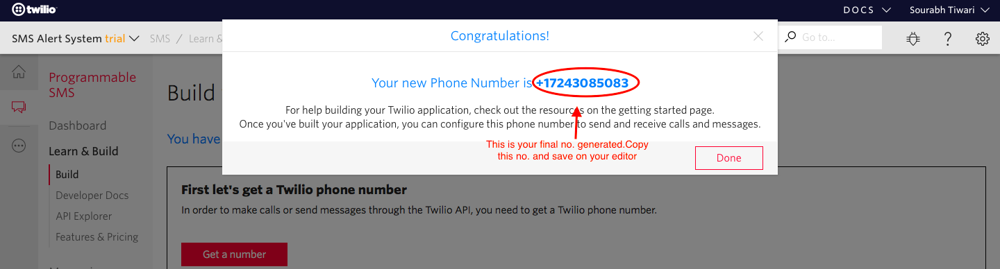 twilio
DOCS
Sourabh Tiwari
SMS Alert System trial
SMS / Learn &
Go to...
Congratulations!
Your new Phone Number is +17243085083
For help building your Twilio application, check out the resources on the getting started page.
Once you've built your application, you can configure this phone number to send and receive calls and messages.
This is your final no. generated.Copy
this no. and save on your editor
Done
Programmable
SMS
Dashboard
Learn & Build
Build
Developer Docs
API Explorer
Features & Pricing
Build
You have
First let's get a Twilio phone number
In order to make calls or send messages through the Twilio API, you need to get a Twilio phone number.
Get a number